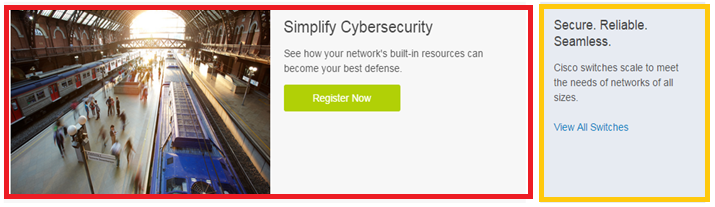 Simplify Cybersecurity
See how your network's built-in resources can
become your best defense.
Register Now
Secure. Reliable.
Seamless.
Cisco switches scale to meet
the needs of networks of all
sizes.
View All Switches